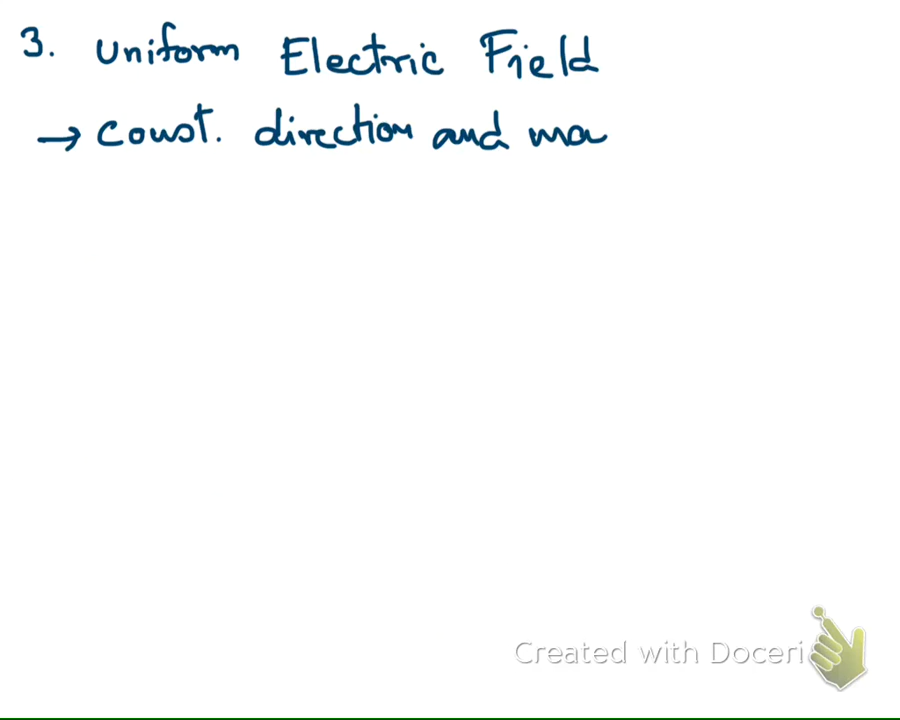 3. Uniform Electric Field
→ const. direction and ma
Created with Doceri